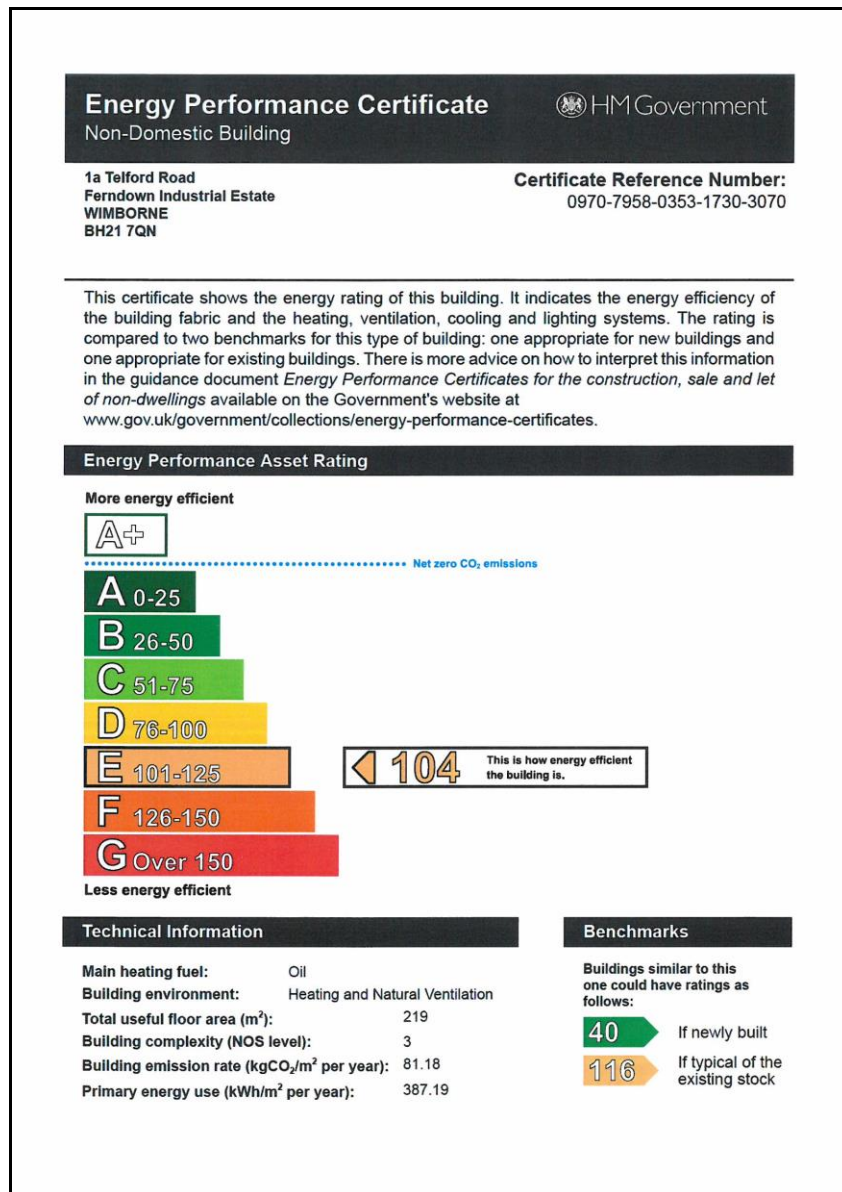 Energy Performance Certificate
Non-Domestic Building
HM Government
1a Telford Road
Ferndown Industrial Estate
WIMBORNE
BH21 7QN
Certificate Reference Number:
0970-7958-0353-1730-3070
This certificate shows the energy rating of this building. It indicates the energy efficiency of
the building fabric and the heating, ventilation, cooling and lighting systems. The rating is
compared to two benchmarks for this type of building: one appropriate for new buildings and
one appropriate for existing buildings. There is more advice on how to interpret this information
in the guidance document Energy Performance Certificates for the construction, sale and let
of non-dwellings available on the Government's website at
www.gov.uk/government/collections/energy-performance-certificates.
Energy Performance Asset Rating
More energy efficient
A+
Net zero CO₂ emissions
A 0-25
B 26-50
C 51-75
D 76-100
E 101-125
104
This is how energy efficient
the building is.
F 126-150
G Over 150
Less energy efficient
Technical Information
Main heating fuel: Oil
Building environment: Heating and Natural Ventilation
Total useful floor area (m²): 219
Building complexity (NOS level): 3
Building emission rate (kgCO₂/m² per year): 81.18
Primary energy use (kWh/m² per year): 387.19
Benchmarks
Buildings similar to this
one could have ratings as
follows:
40 If newly built
116 If typical of the
existing stock